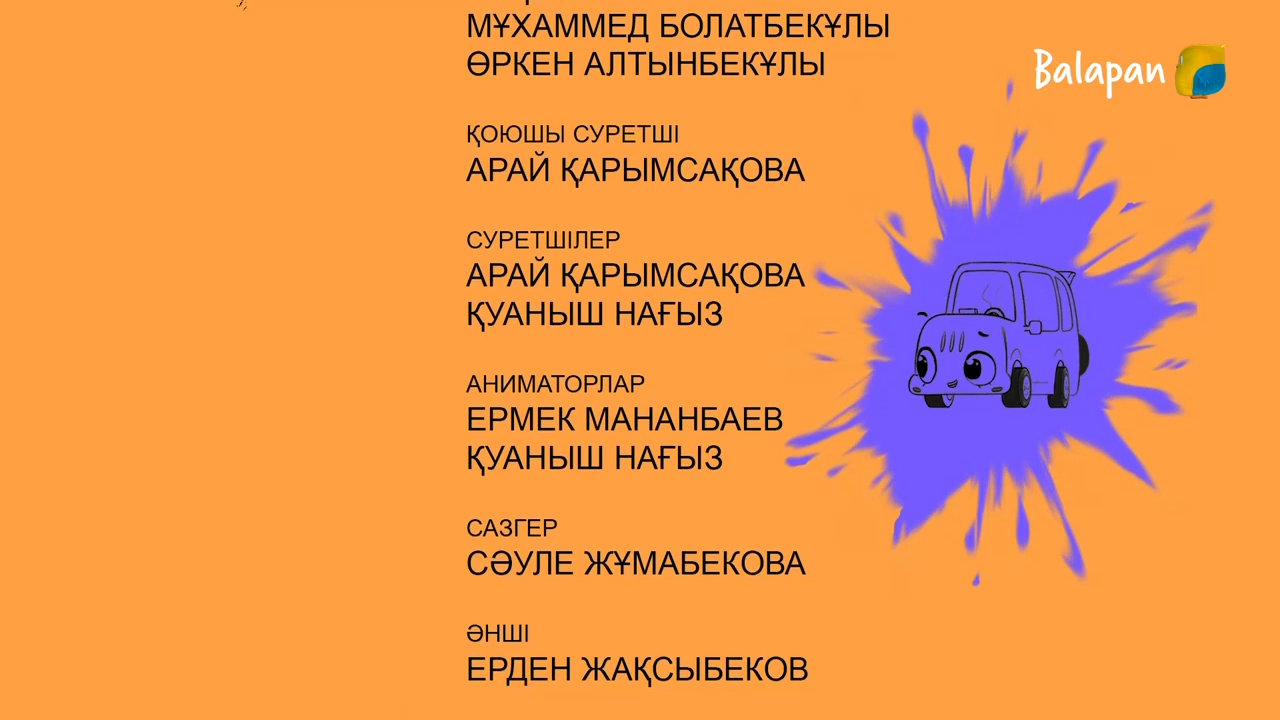 МҰХАММЕД БОЛАТБЕКҰЛЫ
ӨРКЕН АЛТЫНБЕКҰЛЫ
Balapan
ҚОЮШЫ СУРЕТШІ
АРАЙ ҚАРЫМСАҚОВА
СУРЕТШІЛЕР
АРАЙ ҚАРЫМСАҚОВА
ҚУАНЫШ НАҒЫЗ
АНИМАТОРЛАР
ЕРМЕК МАНАНБАЕВ
ҚУАНЫШ НАҒЫЗ
САЗГЕР
СӘУЛЕ ЖҰМАБЕКОВА
ӘНШІ
ЕРДЕН ЖАҚСЫБЕКОВ